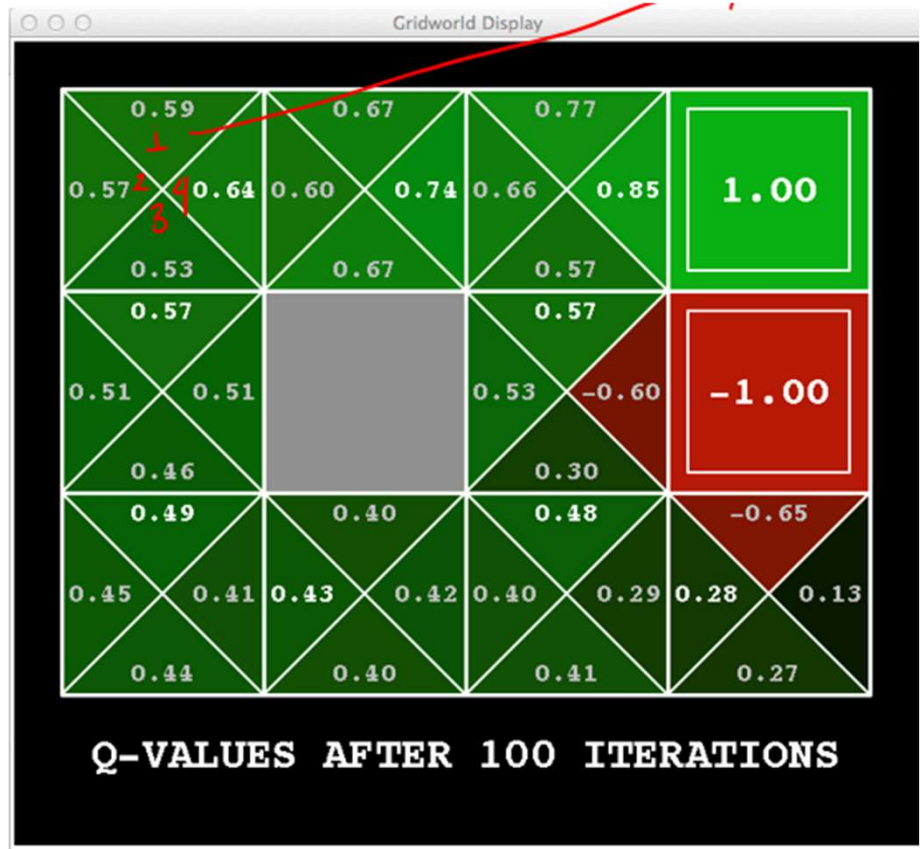 Gridworld Display
0.59 0.67 0.77
1
0.57 2 4 0.64 0.60 0.74 0.66 0.85 1.00
3
0.53 0.67 0.57
0.57 0.57
0.51 0.51 0.53 -0.60 -1.00
0.46 0.30
0.49 0.40 0.48 -0.65
0.45 0.41 0.43 0.42 0.40 0.29 0.28 0.13
0.44 0.40 0.41 0.27
Q-VALUES AFTER 100 ITERATIONS